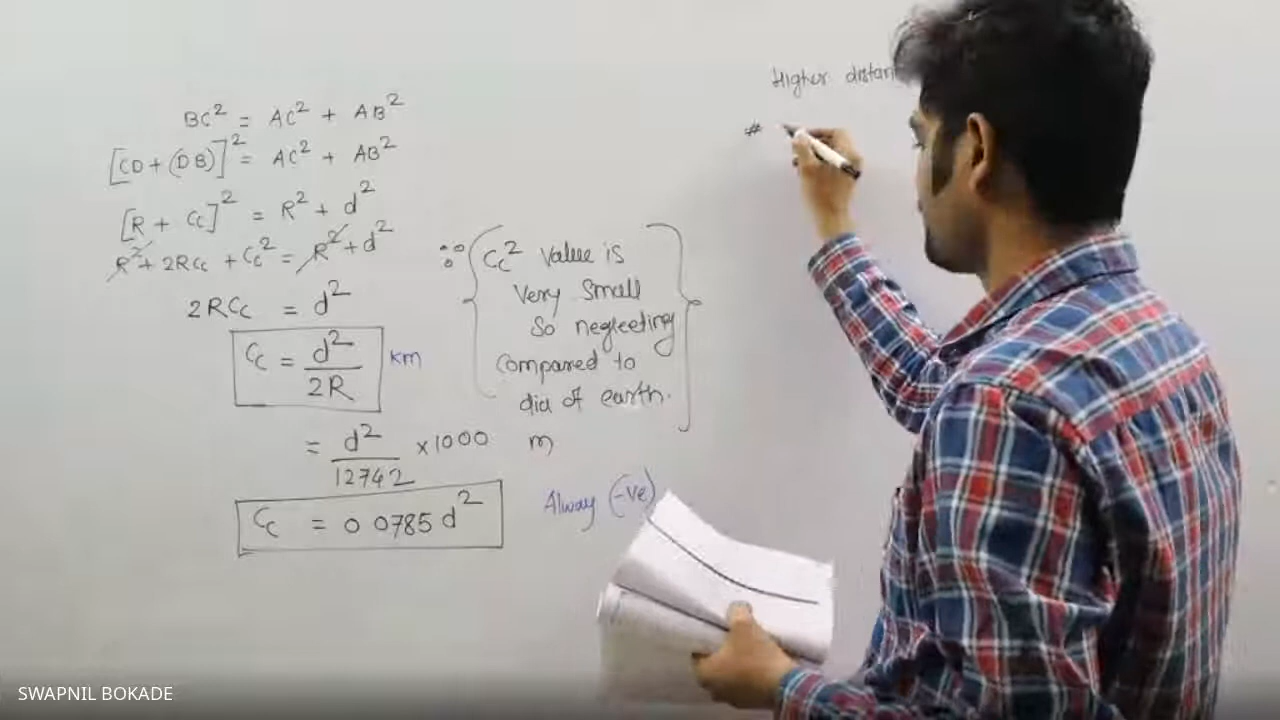 BC² = AC² + AB²
[CD + (DB)]² = AC² + AB²
[R + Cc]² = R² + d²
R² + 2RCc + Cc² = R² + d²
2RCc = d²
Cc = d² / 2R km
= d² / 12742 × 1000 m
Cc = 0 0785 d²
Alway (-ve)
∵ { Cc² value is
very small
so neglecting
compared to
dia of earth. }
Higher
#
SWAPNIL BOKADE